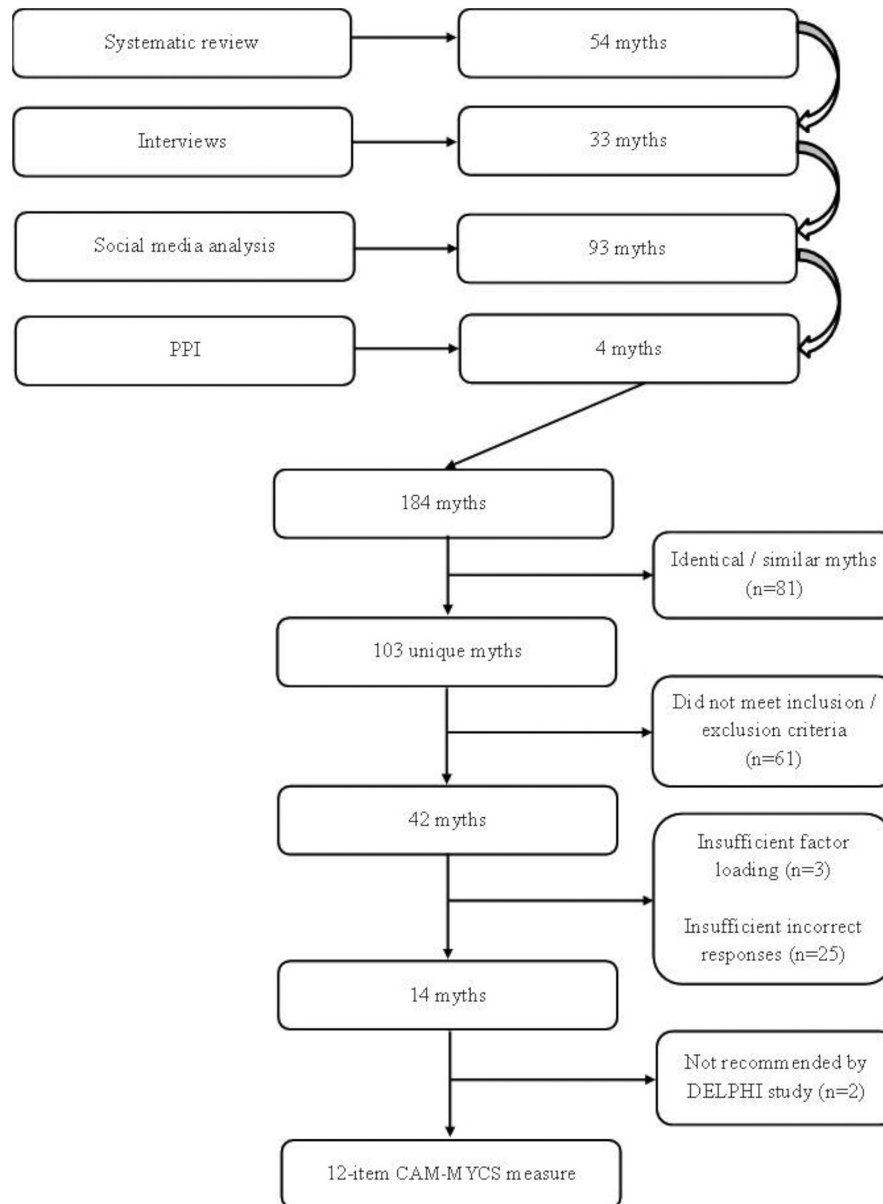 Systematic review
54 myths
Interviews
33 myths
Social media analysis
93 myths
PPI
4 myths
184 myths
Identical / similar myths
(n=81)
103 unique myths
Did not meet inclusion /
exclusion criteria
(n=61)
42 myths
Insufficient factor
loading (n=3)
Insufficient incorrect
responses (n=25)
14 myths
Not recommended by
DELPHI study (n=2)
12-item CAM-MYCS measure